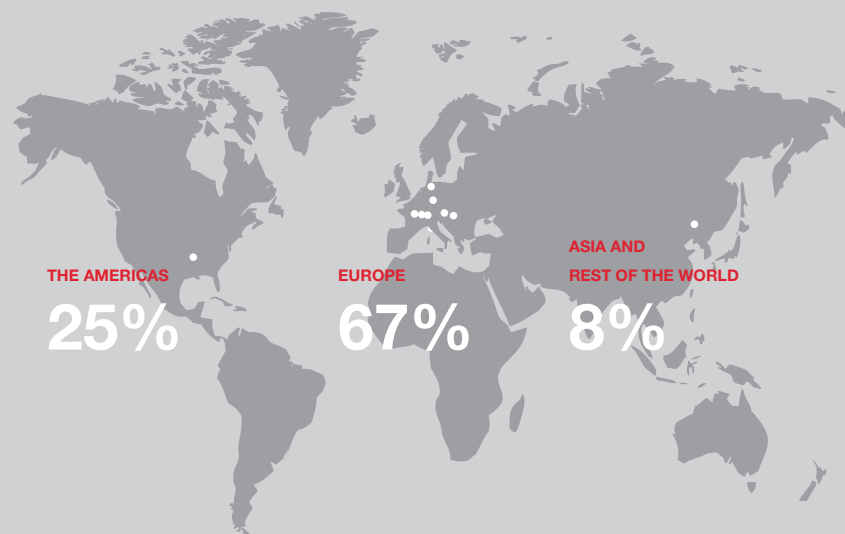 THE AMERICAS
25%
EUROPE
67%
ASIA AND
REST OF THE WORLD
8%